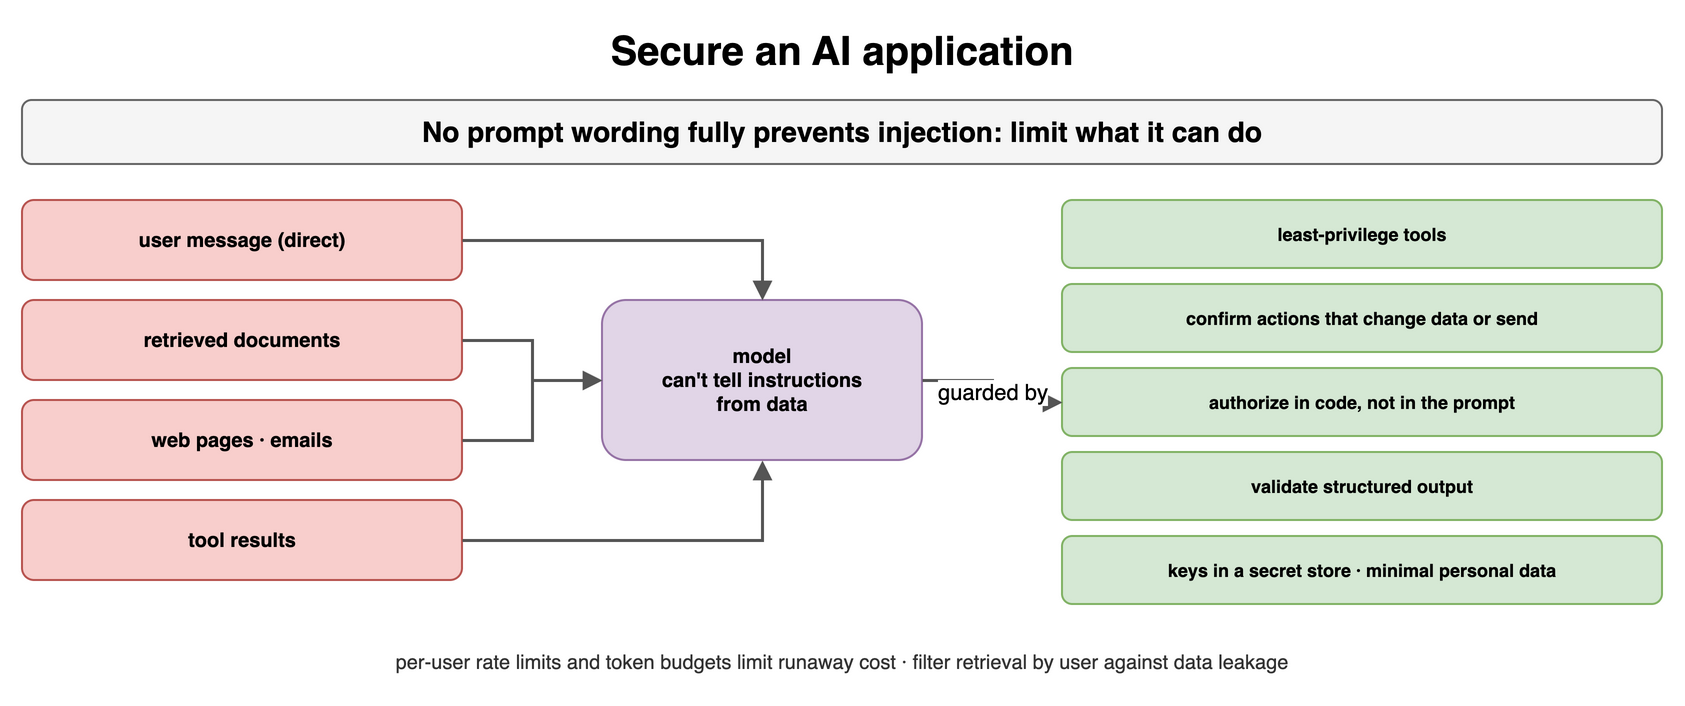 Secure an AI application
No prompt wording fully prevents injection: limit what it can do
user message (direct)
retrieved documents
web pages · emails
tool results
model
can't tell instructions
from data
guarded by
least-privilege tools
confirm actions that change data or send
authorize in code, not in the prompt
validate structured output
keys in a secret store · minimal personal data
per-user rate limits and token budgets limit runaway cost · filter retrieval by user against data leakage